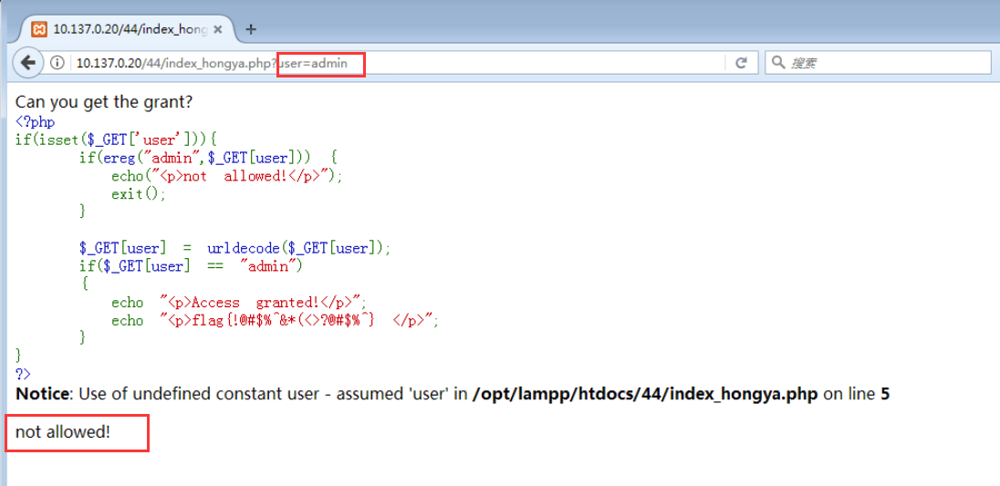 10.137.0.20/44/index_hong
10.137.0.20/44/index_hongya.php?user=admin
搜索
Can you get the grant?
<?php
if(isset($_GET['user'])){
if(ereg("admin",$_GET[user])) {
echo("<p>not allowed!</p>");
exit();
}
$_GET[user] = urldecode($_GET[user]);
if($_GET[user] == "admin")
{
echo "<p>Access granted!</p>";
echo "<p>flag{!@#$%^&*(<>?@#$%^} </p>";
}
}
?>
Notice: Use of undefined constant user - assumed 'user' in /opt/lampp/htdocs/44/index_hongya.php on line 5
not allowed!